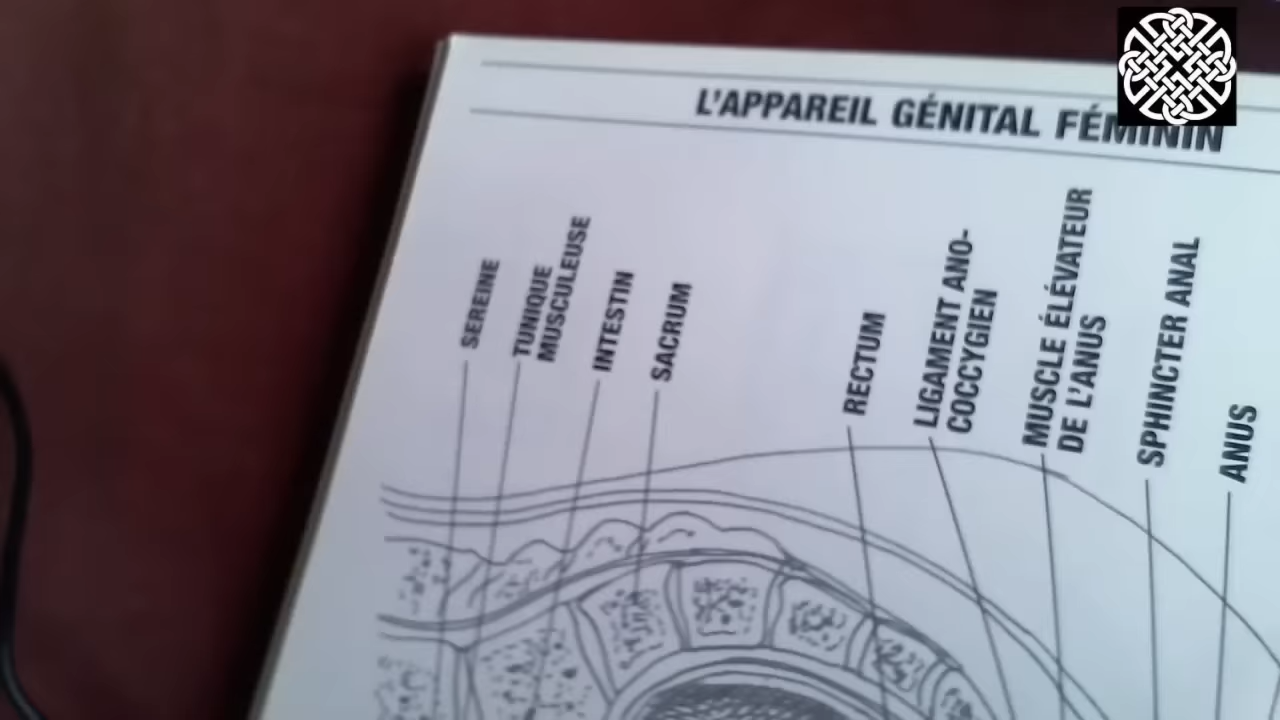 L'APPAREIL GÉNITAL FÉMININ
SEREINE
TUNIQUE
MUSCULEUSE
INTESTIN
SACRUM
RECTUM
LIGAMENT ANO-
COCCYGIEN
MUSCLE ÉLÉVATEUR
DE L'ANUS
SPHINCTER ANAL
ANUS